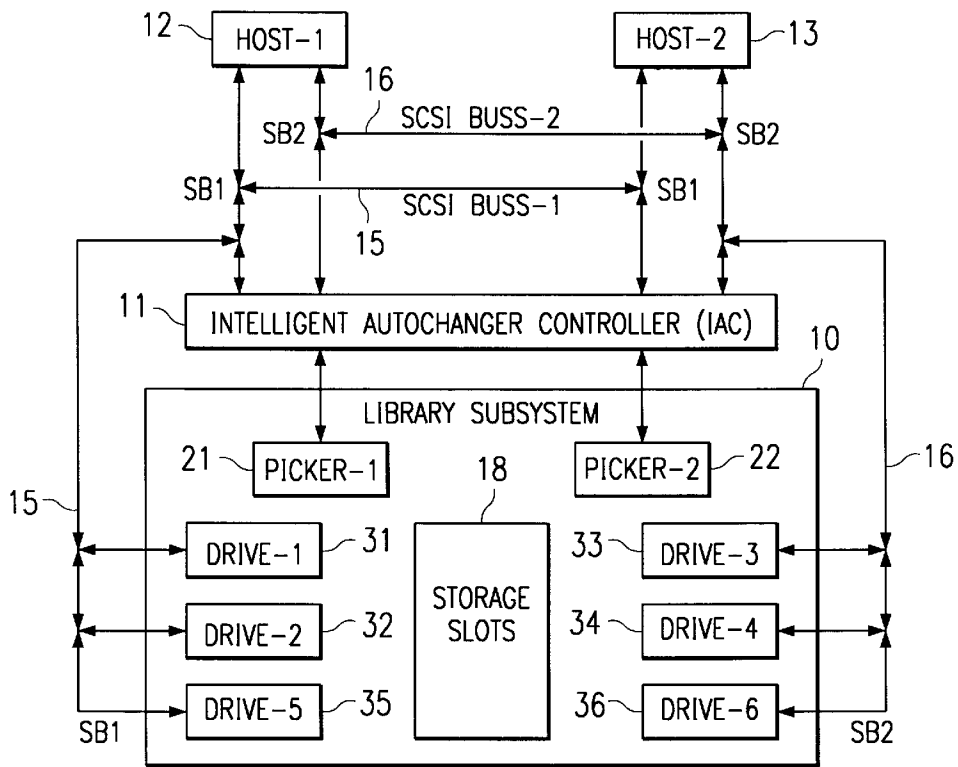 12
HOST-1
HOST-2
13
16
SCSI BUSS-2
SB2
SB2
SB1
SCSI BUSS-1
SB1
15
11
INTELLIGENT AUTOCHANGER CONTROLLER (IAC)
10
LIBRARY SUBSYSTEM
21
PICKER-1
PICKER-2
22
18
16
15
DRIVE-1
31
33
DRIVE-3
STORAGE
SLOTS
DRIVE-2
32
34
DRIVE-4
DRIVE-5
35
36
DRIVE-6
SB1
SB2